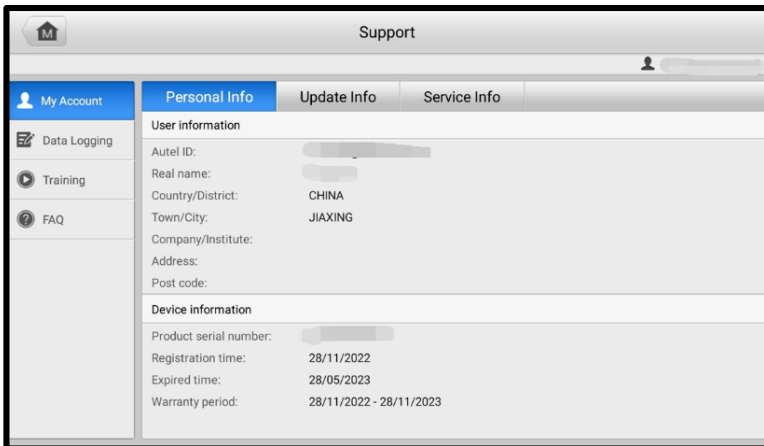 M
Support
My Account
Data Logging
Training
FAQ
Personal Info Update Info Service Info
User information
Autel ID:
Real name:
Country/District: CHINA
Town/City: JIAXING
Company/Institute:
Address:
Post code:
Device information
Product serial number:
Registration time: 28/11/2022
Expired time: 28/05/2023
Warranty period: 28/11/2022 - 28/11/2023